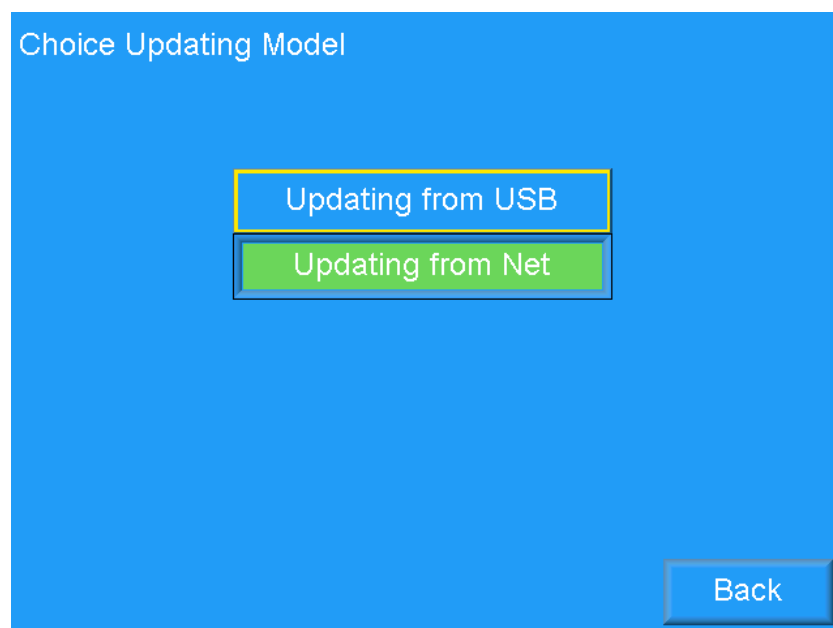 Choice Updating Model
Updating from USB
Updating from Net
Back